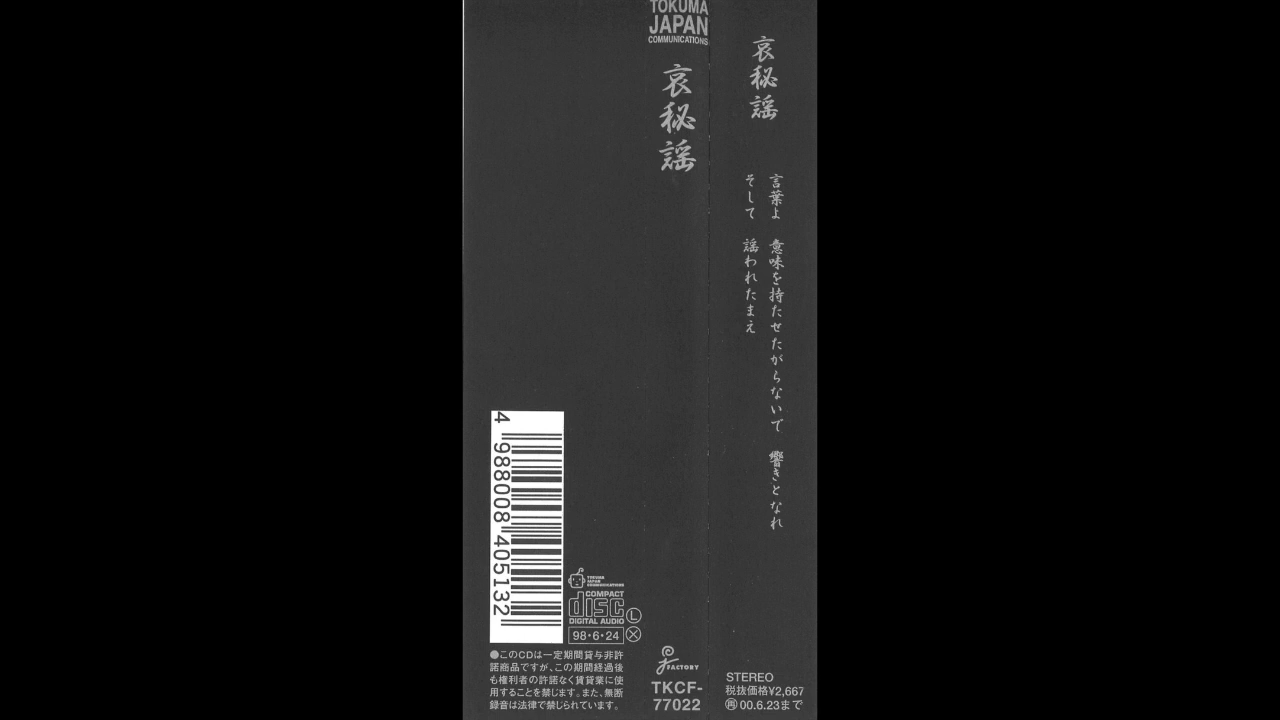 哀秘謡
言葉よ 意味を持たせたがらないで 響きとなれ
そして 謡われたまえ
STEREO
税抜価格¥2,667
再 00.6.23まで
TOKUMA
JAPAN
COMMUNICATIONS
哀秘謡
FACTORY
TKCF-
77022
4 988008 405132
TOKUMA
JAPAN
COMMUNICATIONS
COMPACT
disc
DIGITAL AUDIO
L
X
98・6・24
●このCDは一定期間貸与非許
諾商品ですが、この期間経過後
も権利者の許諾なく賃貸業に使
用することを禁じます。また、無断
録音は法律で禁じられています。